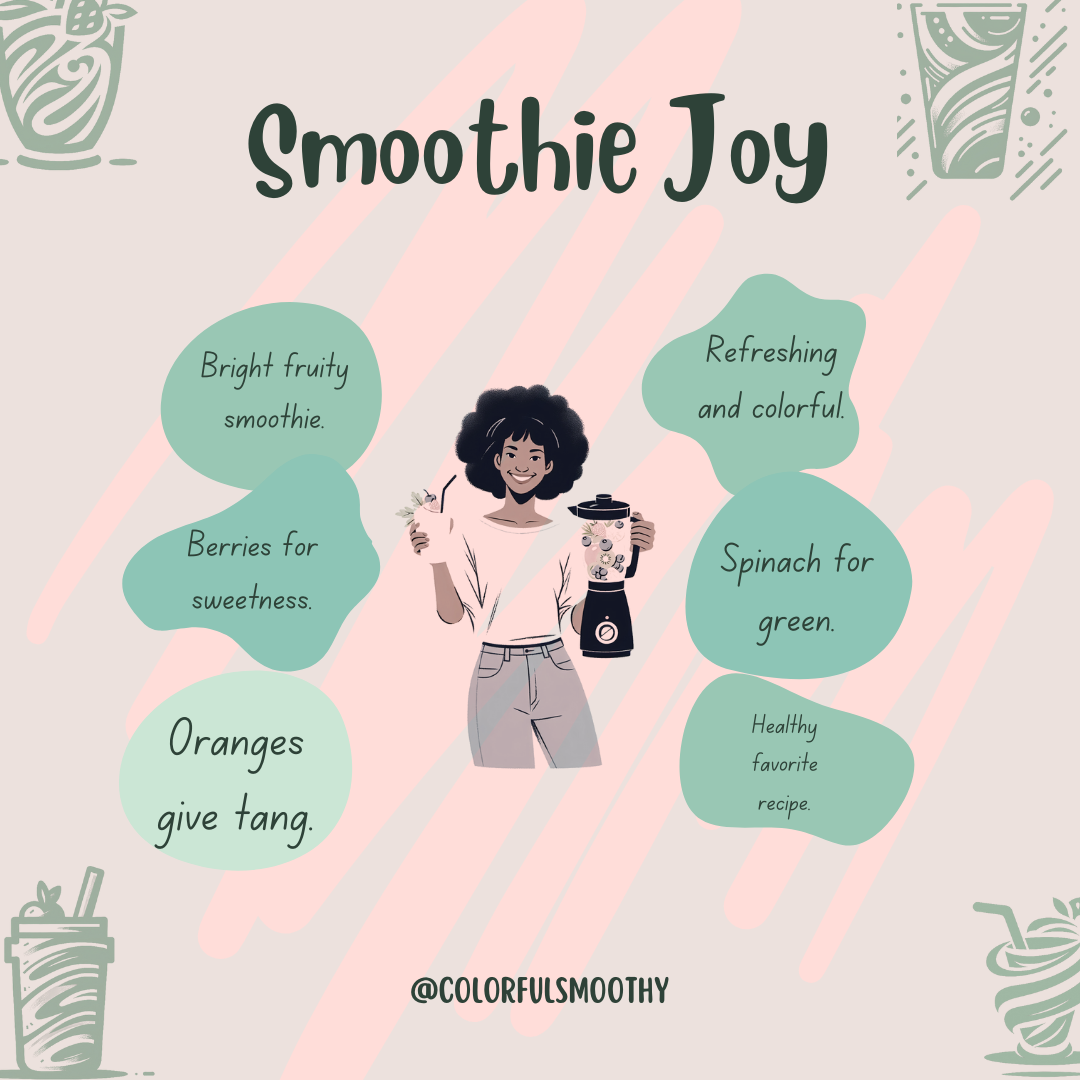 Smoothie Joy
Bright fruity
smoothie.
Berries for
sweetness.
Oranges
give tang.
Refreshing
and colorful.
Spinach for
green.
Healthy
favorite
recipe.
@COLORFULSMOOTHY